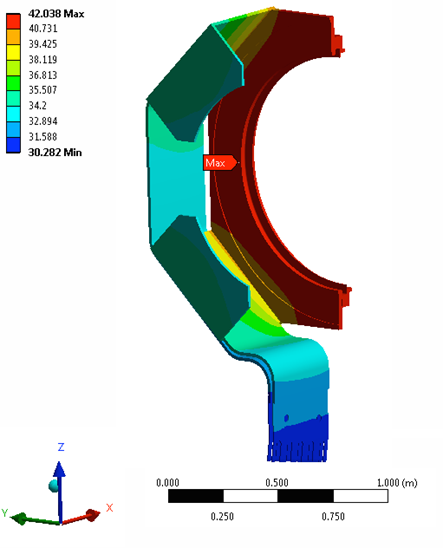 42.038 Max
40.731
39.425
38.119
36.813
35.507
34.2
32.894
31.588
30.282 Min
Max
Z
Y
X
0.000 0.500 1.000 (m)
0.250 0.750